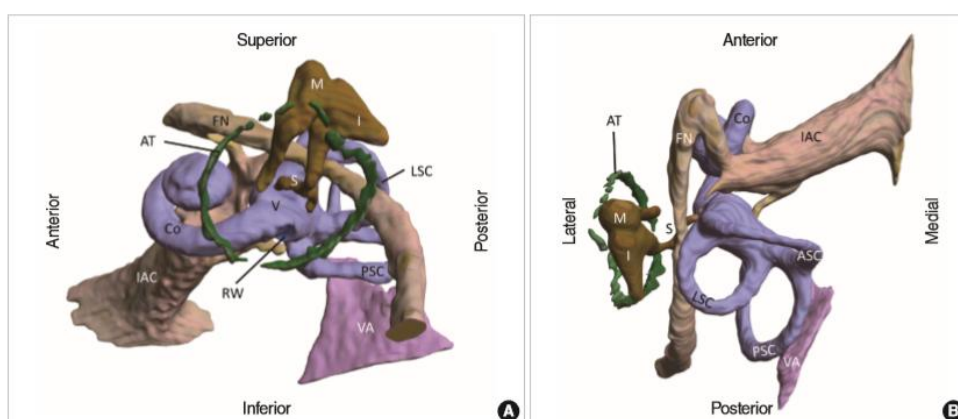 Superior
M
FN
I
AT
LSC
S
Anterior
V
Posterior
Co
IAC
PSC
RW
VA
Inferior
A
Anterior
Co
AT
FN
IAC
Lateral
M
S
Medial
I
ASC
LSC
PSC
VA
Posterior
B